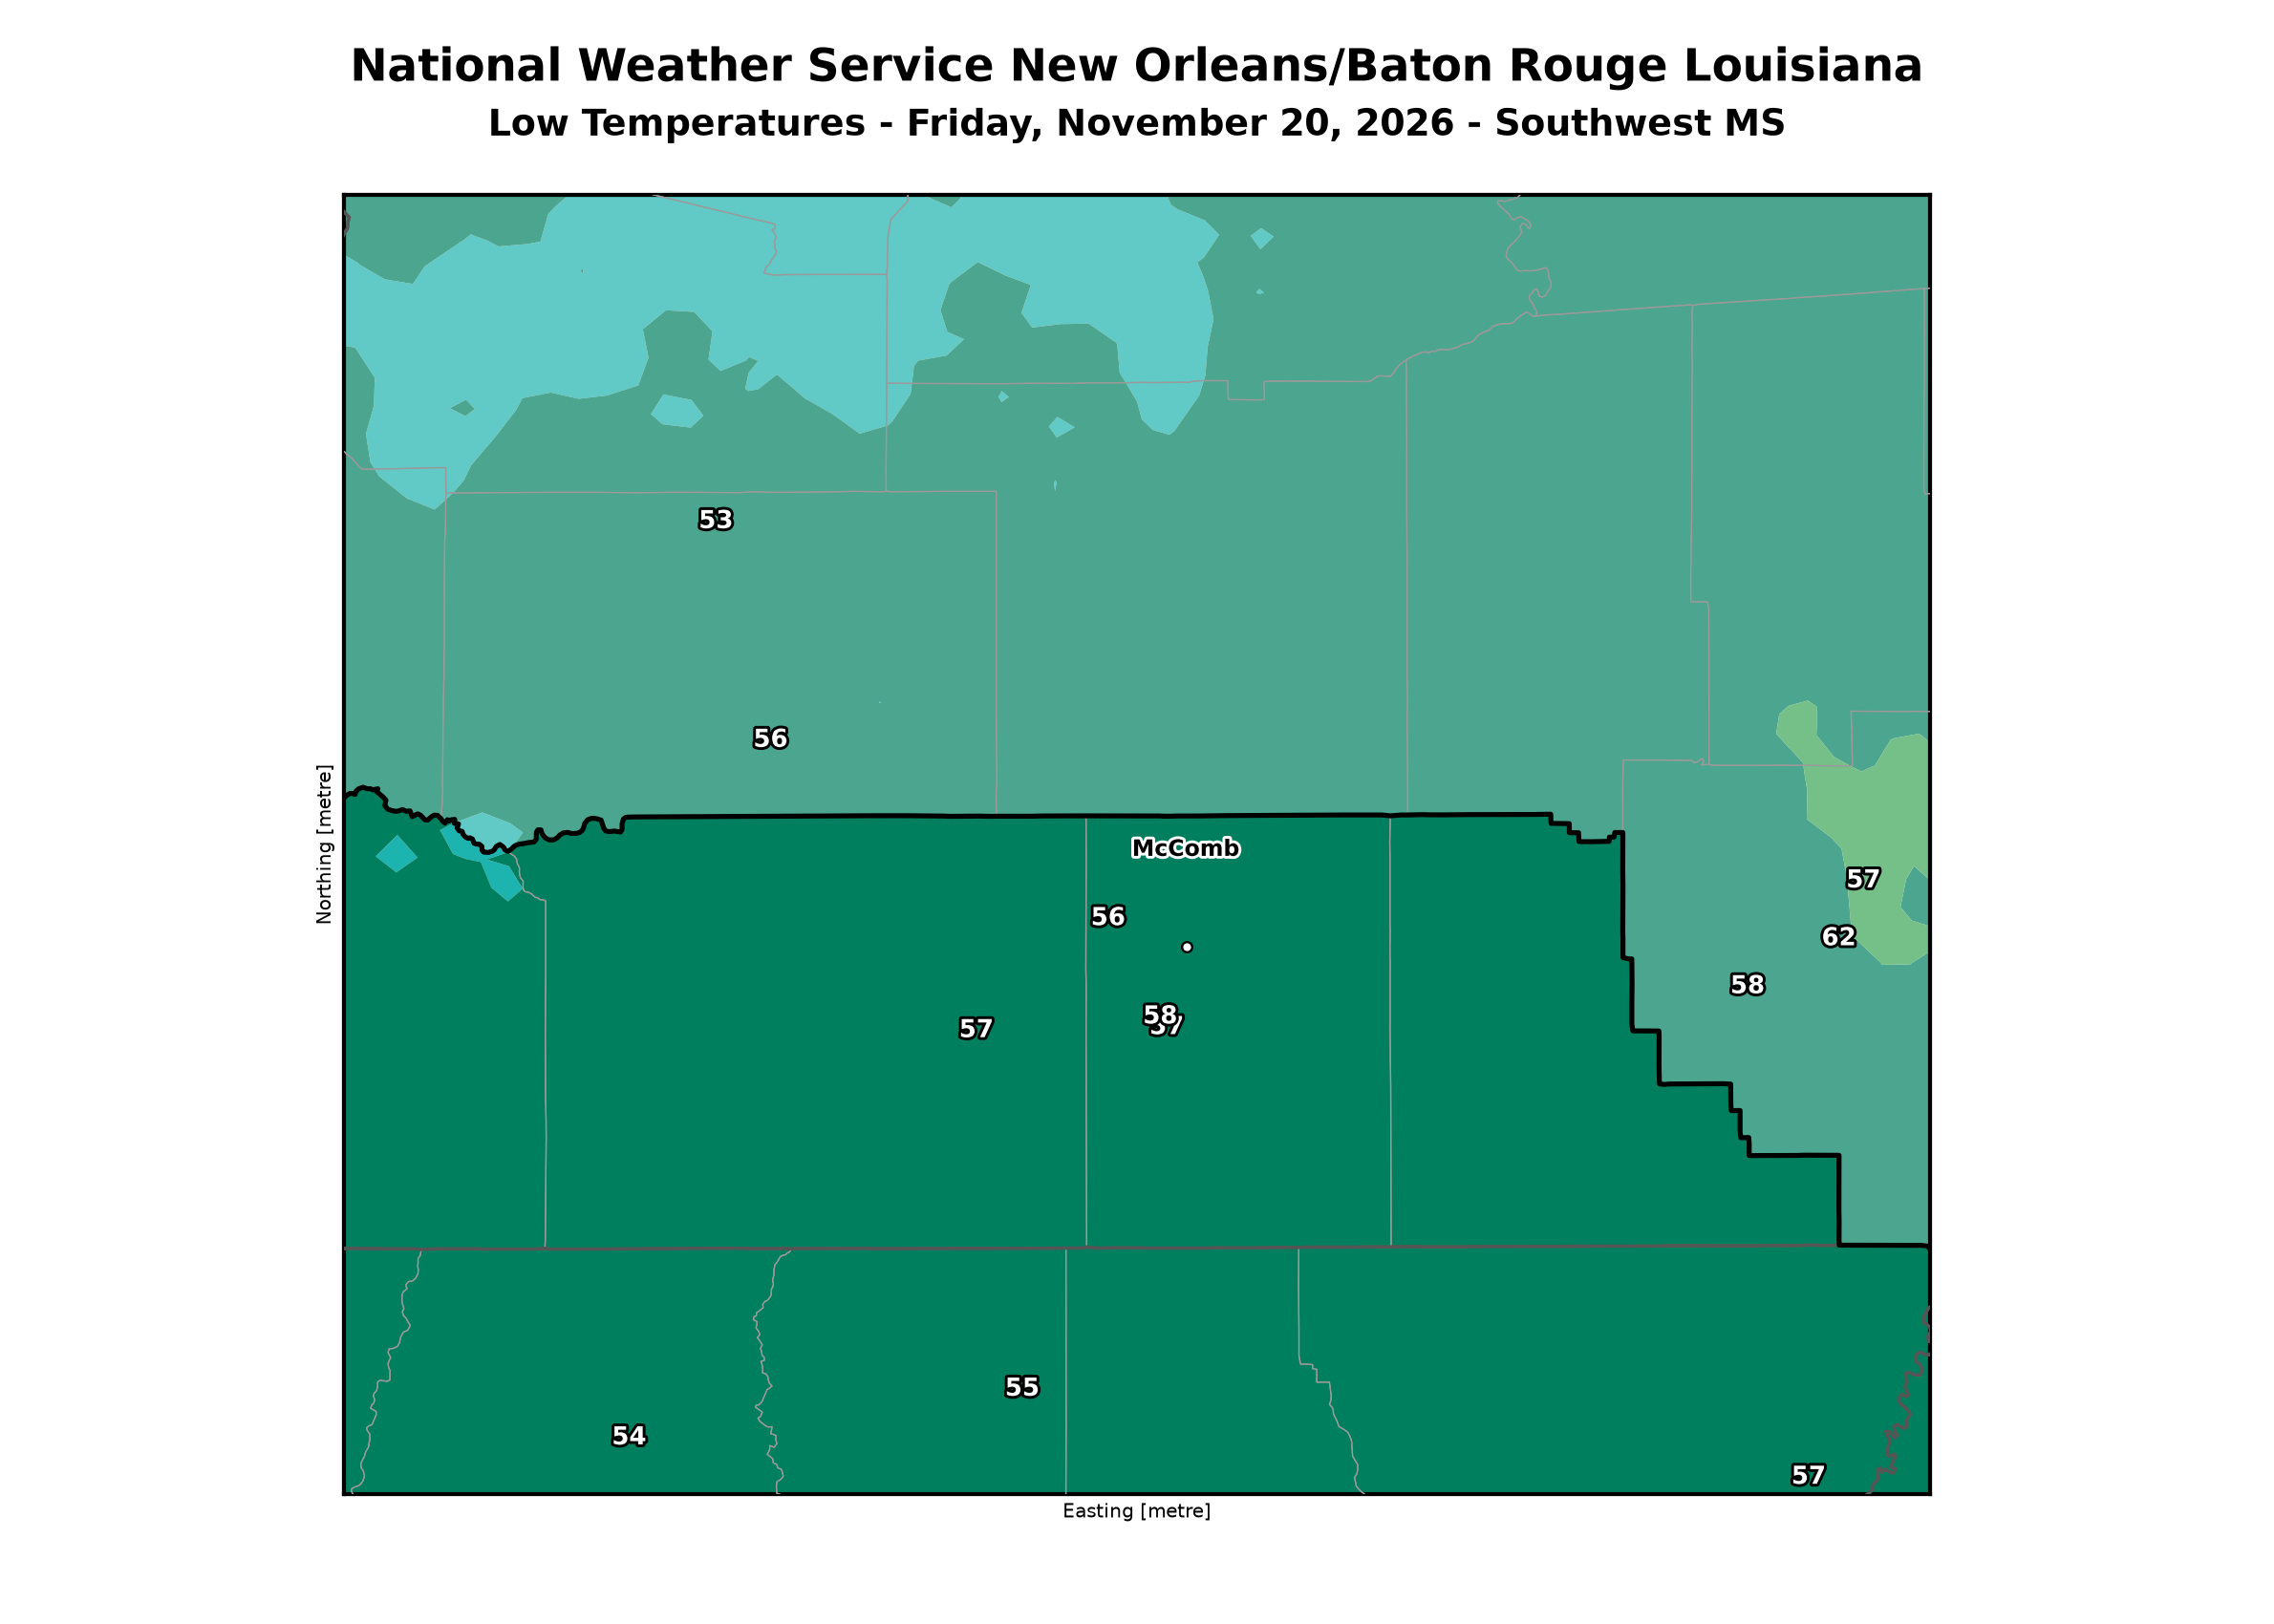 National Weather Service New Orleans/Baton Rouge Louisiana
Low Temperatures - Friday, November 20, 2026 - Southwest MS
53
56
McComb
57
56
62
58
58
57
57
55
54
57
Northing [metre]
Easting [metre]